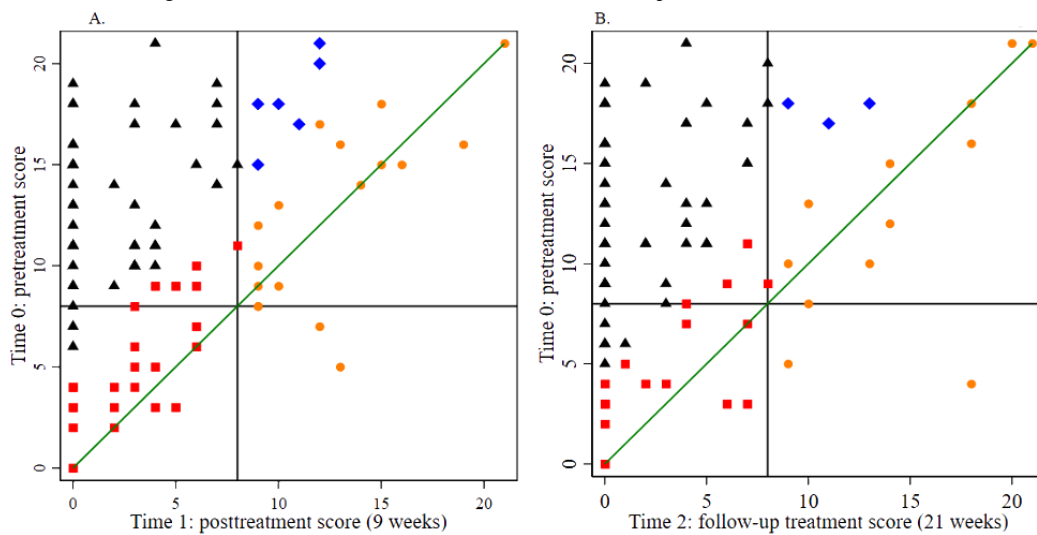 A.
20
15
10
5
0
Time 0: pretreatment score
0 5 10 15 20
Time 1: posttreatment score (9 weeks)
B.
20
15
10
5
0
Time 0: pretreatment score
0 5 10 15 20
Time 2: follow-up treatment score (21 weeks)